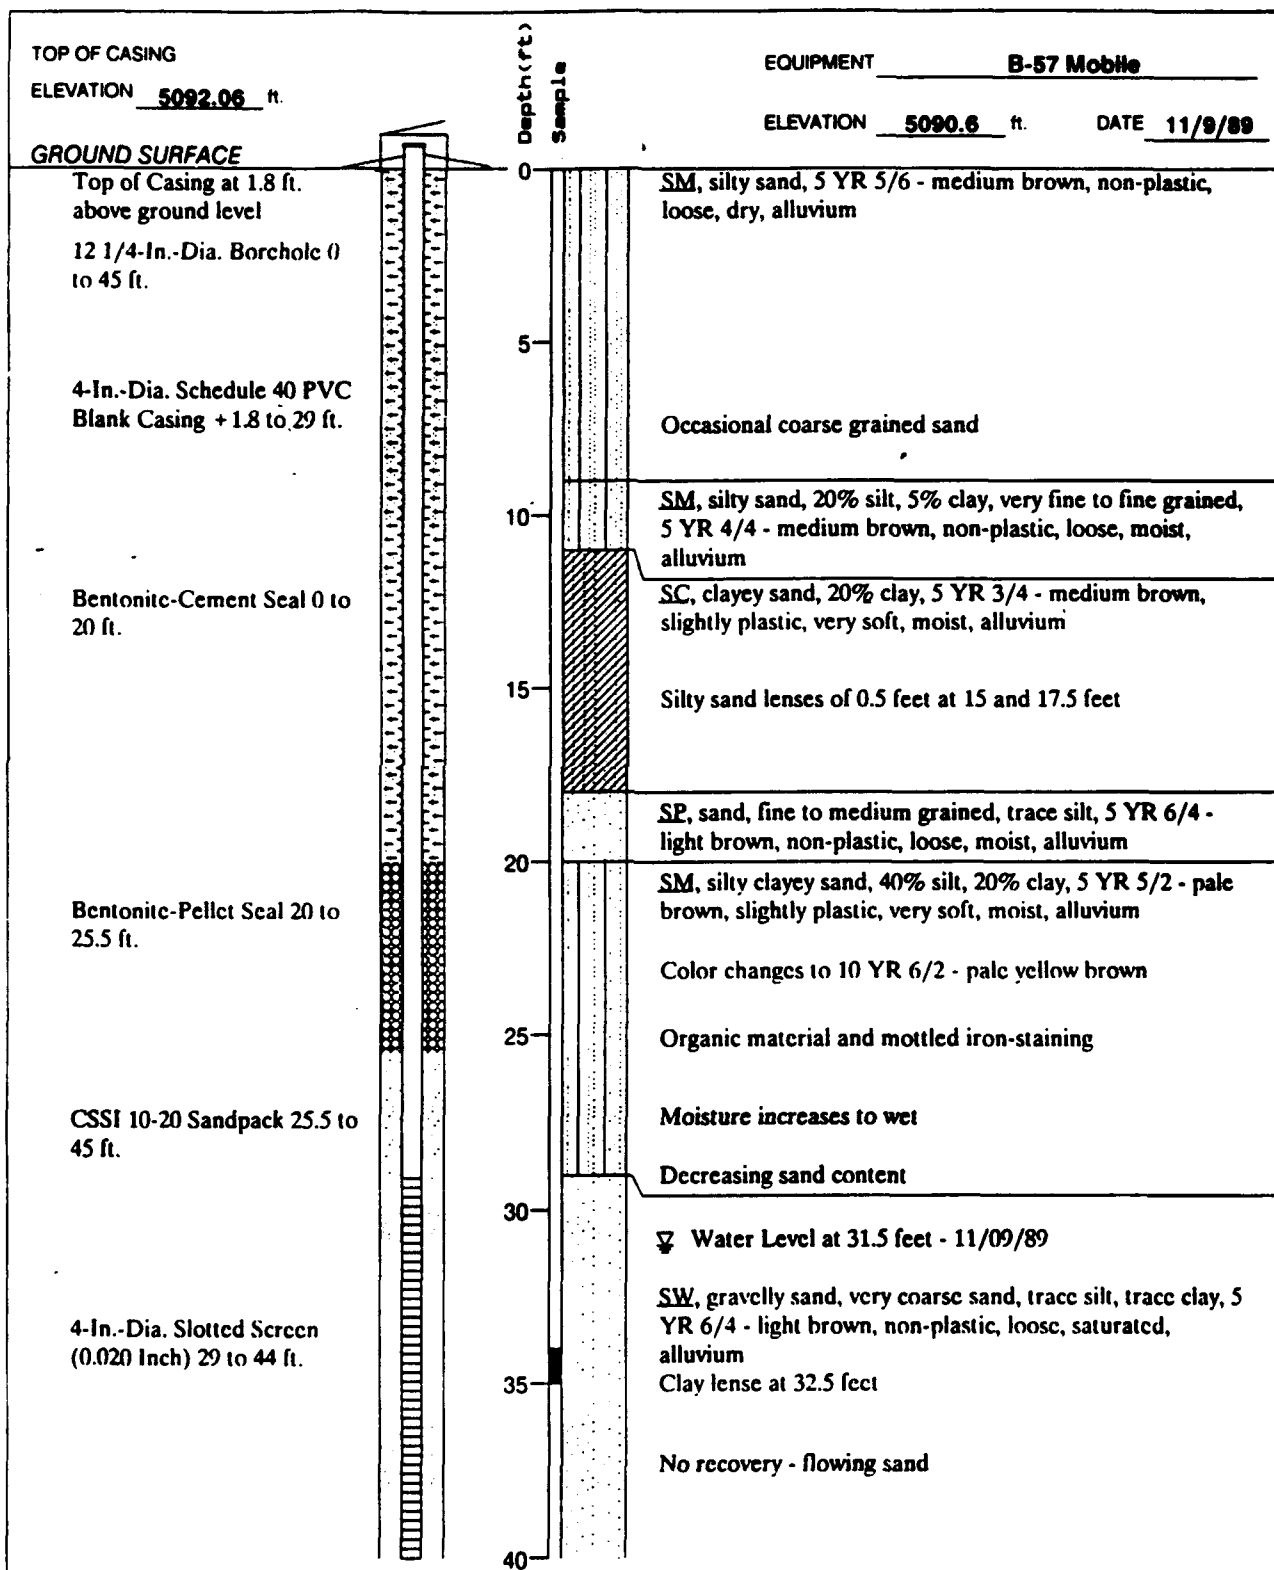 TOP OF CASING
ELEVATION 5092.06 ft.
GROUND SURFACE
Depth(ft)
Sample
EQUIPMENT B-57 Mobile
ELEVATION 5090.6 ft. DATE 11/9/89
Top of Casing at 1.8 ft.
above ground level
12 1/4-In.-Dia. Borehole 0
to 45 ft.
4-In.-Dia. Schedule 40 PVC
Blank Casing +1.8 to 29 ft.
Bentonite-Cement Seal 0 to
20 ft.
Bentonite-Pellet Seal 20 to
25.5 ft.
CSSI 10-20 Sandpack 25.5 to
45 ft.
4-In.-Dia. Slotted Screen
(0.020 Inch) 29 to 44 ft.
0
5
10
15
20
25
30
35
40
SM, silty sand, 5 YR 5/6 - medium brown, non-plastic,
loose, dry, alluvium
Occasional coarse grained sand
SM, silty sand, 20% silt, 5% clay, very fine to fine grained,
5 YR 4/4 - medium brown, non-plastic, loose, moist,
alluvium
SC, clayey sand, 20% clay, 5 YR 3/4 - medium brown,
slightly plastic, very soft, moist, alluvium
Silty sand lenses of 0.5 feet at 15 and 17.5 feet
SP, sand, fine to medium grained, trace silt, 5 YR 6/4 -
light brown, non-plastic, loose, moist, alluvium
SM, silty clayey sand, 40% silt, 20% clay, 5 YR 5/2 - pale
brown, slightly plastic, very soft, moist, alluvium
Color changes to 10 YR 6/2 - pale yellow brown
Organic material and mottled iron-staining
Moisture increases to wet
Decreasing sand content
Water Level at 31.5 feet - 11/09/89
SW, gravelly sand, very coarse sand, trace silt, trace clay, 5
YR 6/4 - light brown, non-plastic, loose, saturated,
alluvium
Clay lense at 32.5 feet
No recovery - flowing sand